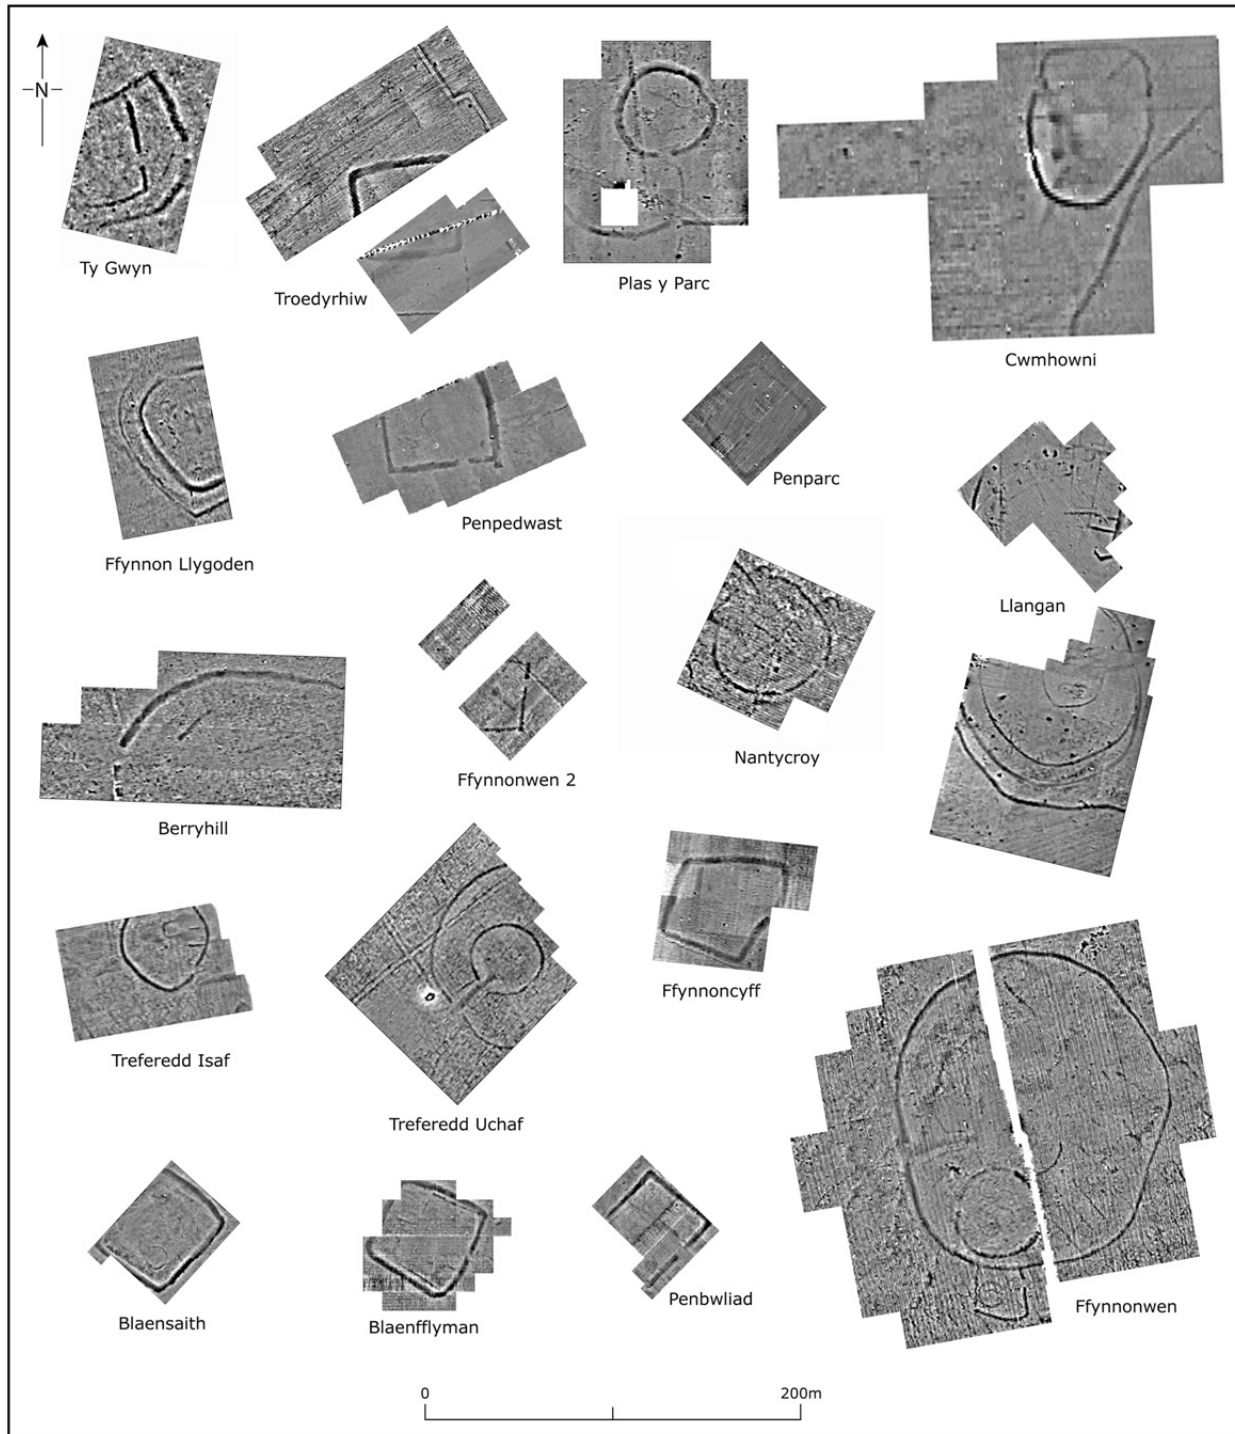 N
Ty Gwyn
Troedyrhiw
Plas y Parc
Cwmhowni
Ffynnon Llygoden
Penpedwast
Penparc
Llangan
Berryhill
Ffynnonwen 2
Nantycroy
Treferedd Isaf
Treferedd Uchaf
Ffynnoncyff
Blaensaith
Blaenfflyman
Penbwliad
Ffynnonwen
0 200m